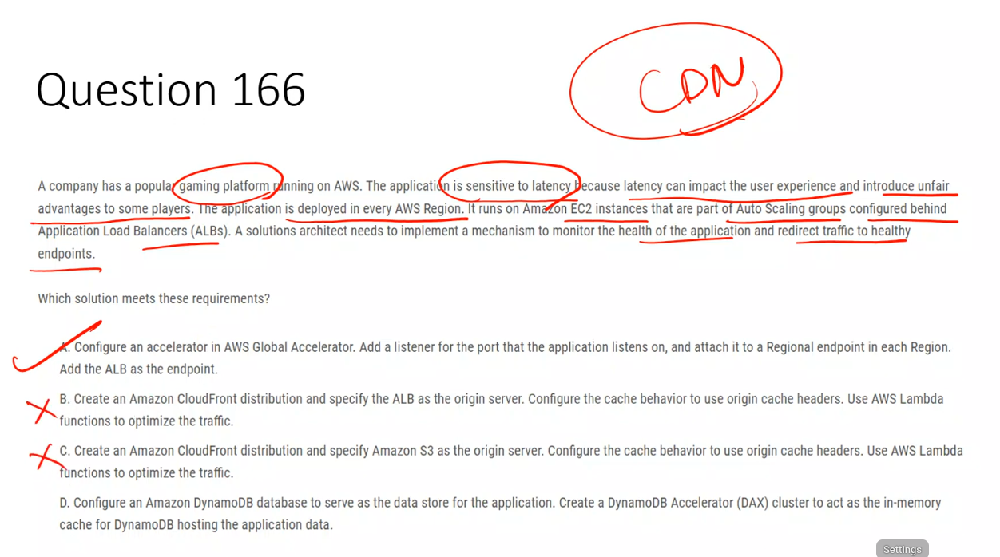 CDN
Question 166
A company has a popular gaming platform running on AWS. The application is sensitive to latency because latency can impact the user experience and introduce unfair
advantages to some players. The application is deployed in every AWS Region. It runs on Amazon EC2 instances that are part of Auto Scaling groups configured behind
Application Load Balancers (ALBs). A solutions architect needs to implement a mechanism to monitor the health of the application and redirect traffic to healthy
endpoints.
Which solution meets these requirements?
A. Configure an accelerator in AWS Global Accelerator. Add a listener for the port that the application listens on, and attach it to a Regional endpoint in each Region.
Add the ALB as the endpoint.
B. Create an Amazon CloudFront distribution and specify the ALB as the origin server. Configure the cache behavior to use origin cache headers. Use AWS Lambda
functions to optimize the traffic.
C. Create an Amazon CloudFront distribution and specify Amazon S3 as the origin server. Configure the cache behavior to use origin cache headers. Use AWS Lambda
functions to optimize the traffic.
D. Configure an Amazon DynamoDB database to serve as the data store for the application. Create a DynamoDB Accelerator (DAX) cluster to act as the in-memory
cache for DynamoDB hosting the application data.
Settings